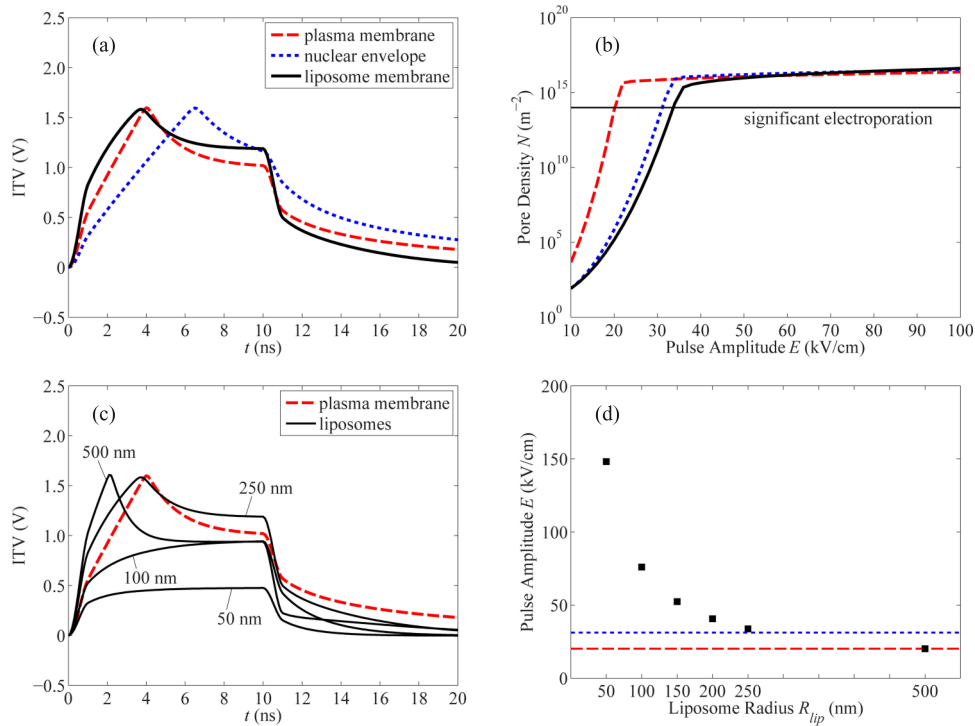 (a)
plasma membrane
nuclear envelope
liposome membrane
2.5
2.0
1.5
1.0
0.5
0
−0.5
ITV (V)
0 2 4 6 8 10 12 14 16 18 20
t (ns)
(b)
10^20
10^15
10^10
10^5
10^0
Pore Density N (m^−2)
significant electroporation
10 20 30 40 50 60 70 80 90 100
Pulse Amplitude E (kV/cm)
(c)
plasma membrane
liposomes
500 nm
250 nm
100 nm
50 nm
2.5
2.0
1.5
1.0
0.5
0
−0.5
ITV (V)
0 2 4 6 8 10 12 14 16 18 20
t (ns)
(d)
200
150
100
50
0
Pulse Amplitude E (kV/cm)
50 100 150 200 250 500
Liposome Radius R_lip (nm)